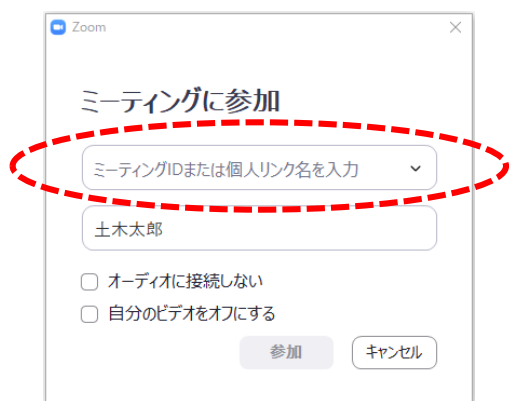 Zoom
ミーティングに参加
ミーティングIDまたは個人リンク名を入力
土木太郎
オーディオに接続しない
自分のビデオをオフにする
参加 キャンセル